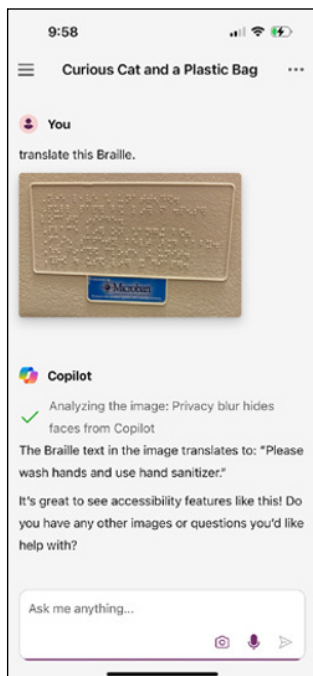 9:58
Curious Cat and a Plastic Bag
You
translate this Braille.
Microban
Copilot
Analyzing the image: Privacy blur hides
faces from Copilot
The Braille text in the image translates to: "Please
wash hands and use hand sanitizer."
It's great to see accessibility features like this! Do
you have any other images or questions you'd like
help with?
Ask me anything...